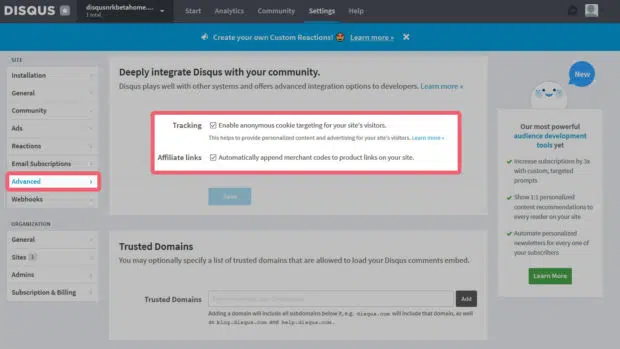 DISQUS
disqusnrkbetahome....
1 total.
Start
Analytics
Community
Settings
Help
Create your own Custom Reactions! 🤩 Learn more »
SITE
Installation
General
Community
Ads
Reactions
Email Subscriptions
Advanced
Webhooks
ORGANIZATION
General
Sites 1
Admins
Subscription & Billing
Deeply integrate Disqus with your community.
Disqus plays well with other systems and offers advanced integration options to developers. Learn more »
Tracking
Enable anonymous cookie targeting for your site's visitors.
This helps to provide personalized content and advertising for your site's visitors. Learn more »
Affiliate links
Automatically append merchant codes to product links on your site.
Save
Trusted Domains
You may optionally specify a list of trusted domains that are allowed to load your Disqus comments embed.
Trusted Domains
Add
Adding a domain will include all subdomains below it, e.g. disqus.com will include that domain, as well
as blog.disqus.com and help.disqus.com.
New
Our most powerful
audience development
tools yet
Increase subscriptions by 3x
with custom, targeted
prompts
Show 1:1 personalized
content recommendations to
every reader on your site
Automate personalized
newsletters for every one of
your subscribers
Learn More